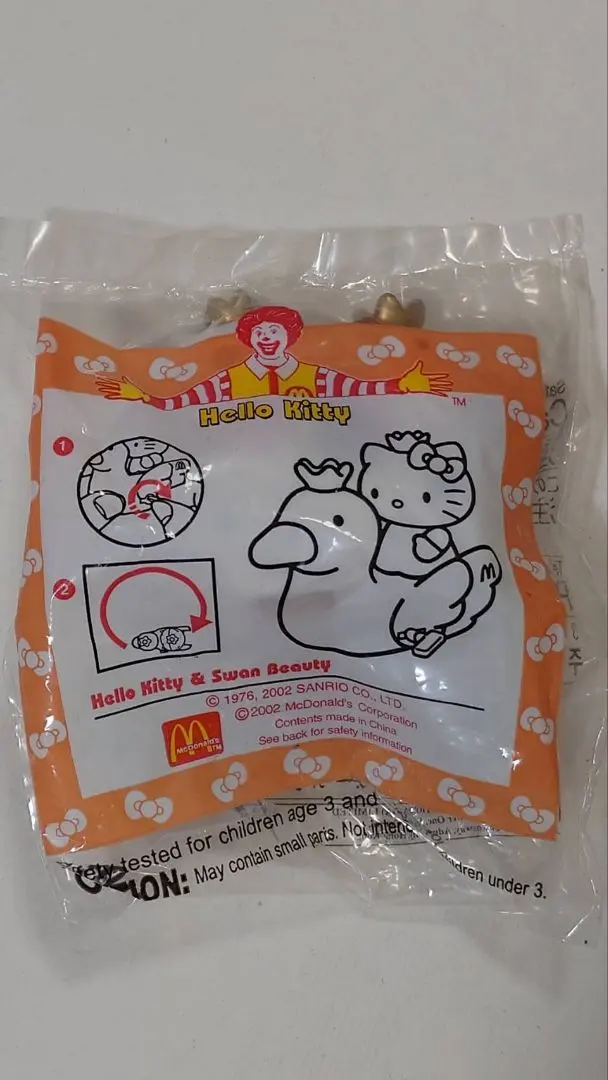 Hello Kitty
TM
1
2
Hello Kitty & Swan Beauty
© 1976, 2002 SANRIO CO., LTD.
© 2002 McDonald's Corporation
Contents made in China
See back for safety information
McDonald's
TM
tested for children age 3 and
May contain small parts. Not
under 3.